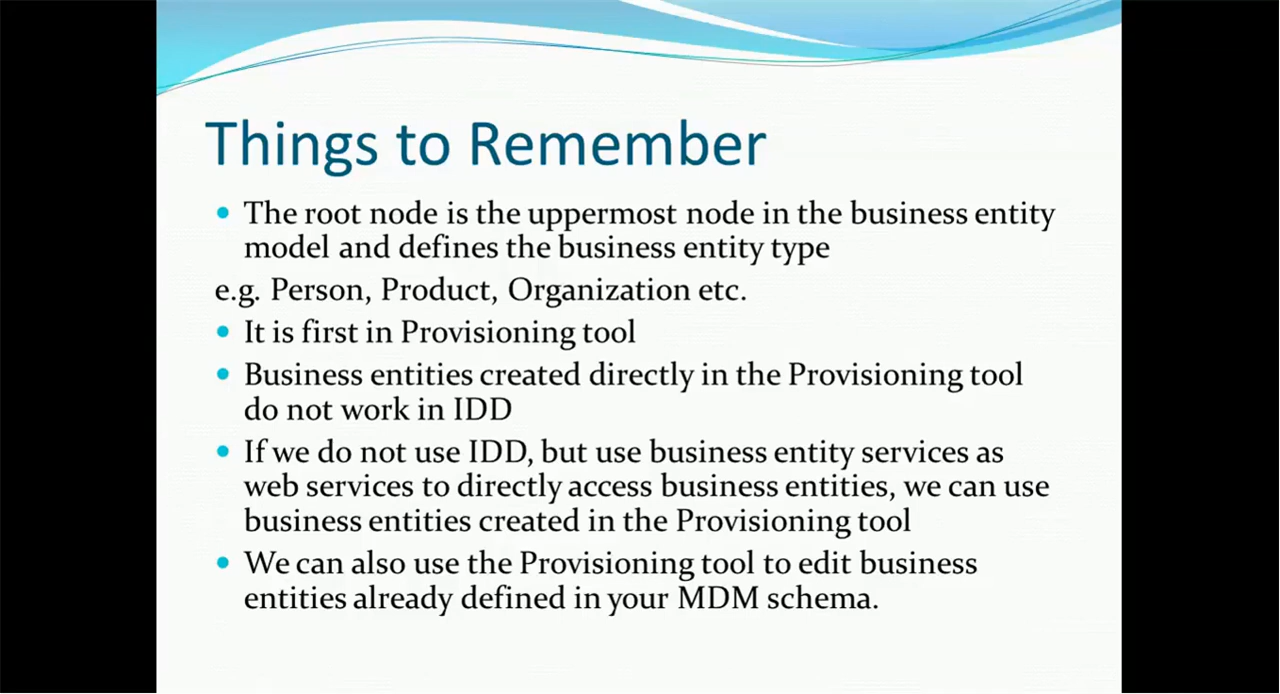 Things to Remember
The root node is the uppermost node in the business entity
model and defines the business entity type
e.g. Person, Product, Organization etc.
It is first in Provisioning tool
Business entities created directly in the Provisioning tool
do not work in IDD
If we do not use IDD, but use business entity services as
web services to directly access business entities, we can use
business entities created in the Provisioning tool
We can also use the Provisioning tool to edit business
entities already defined in your MDM schema.